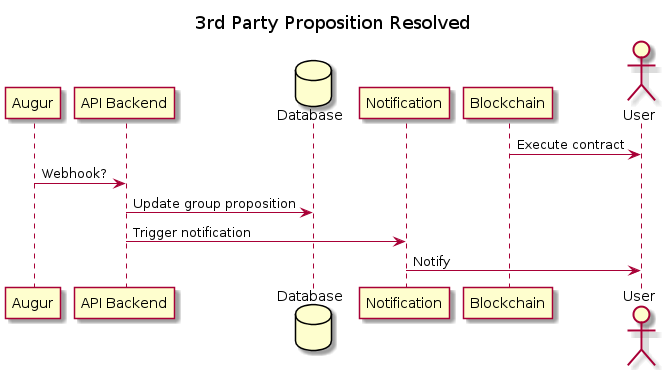 3rd Party Proposition Resolved
Augur
API Backend
Database
Notification
Blockchain
User
Execute contract
Webhook?
Update group proposition
Trigger notification
Notify
Augur
API Backend
Database
Notification
Blockchain
User